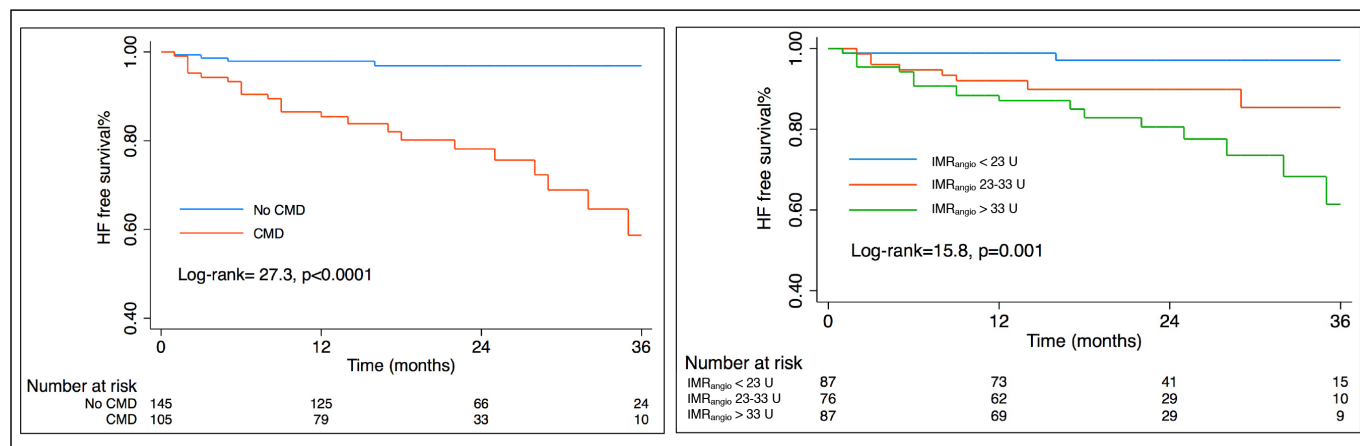 HF free survival%
1.00
0.80
0.60
0.40
No CMD
CMD
Log-rank= 27.3, p<0.0001
0 12 24 36
Time (months)
Number at risk
No CMD 145 125 66 24
CMD 105 79 33 10
HF free survival%
1.00
0.80
0.60
0.40
IMRangio < 23 U
IMRangio 23-33 U
IMRangio > 33 U
Log-rank=15.8, p=0.001
0 12 24 36
Time (months)
Number at risk
IMRangio < 23 U 87 73 41 15
IMRangio 23-33 U 76 62 29 10
IMRangio > 33 U 87 69 29 9